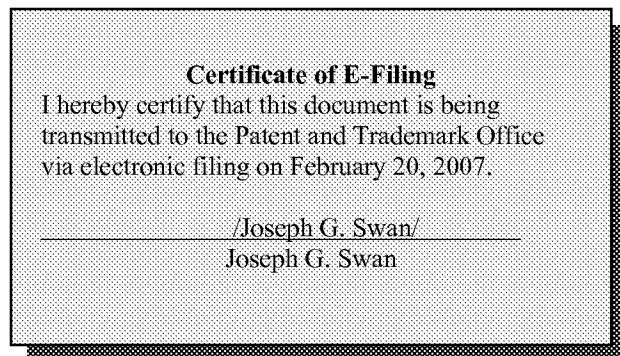 Certificate of E-Filing
I hereby certify that this document is being
transmitted to the Patent and Trademark Office
via electronic filing on February 20, 2007.
/Joseph G. Swan/
Joseph G. Swan